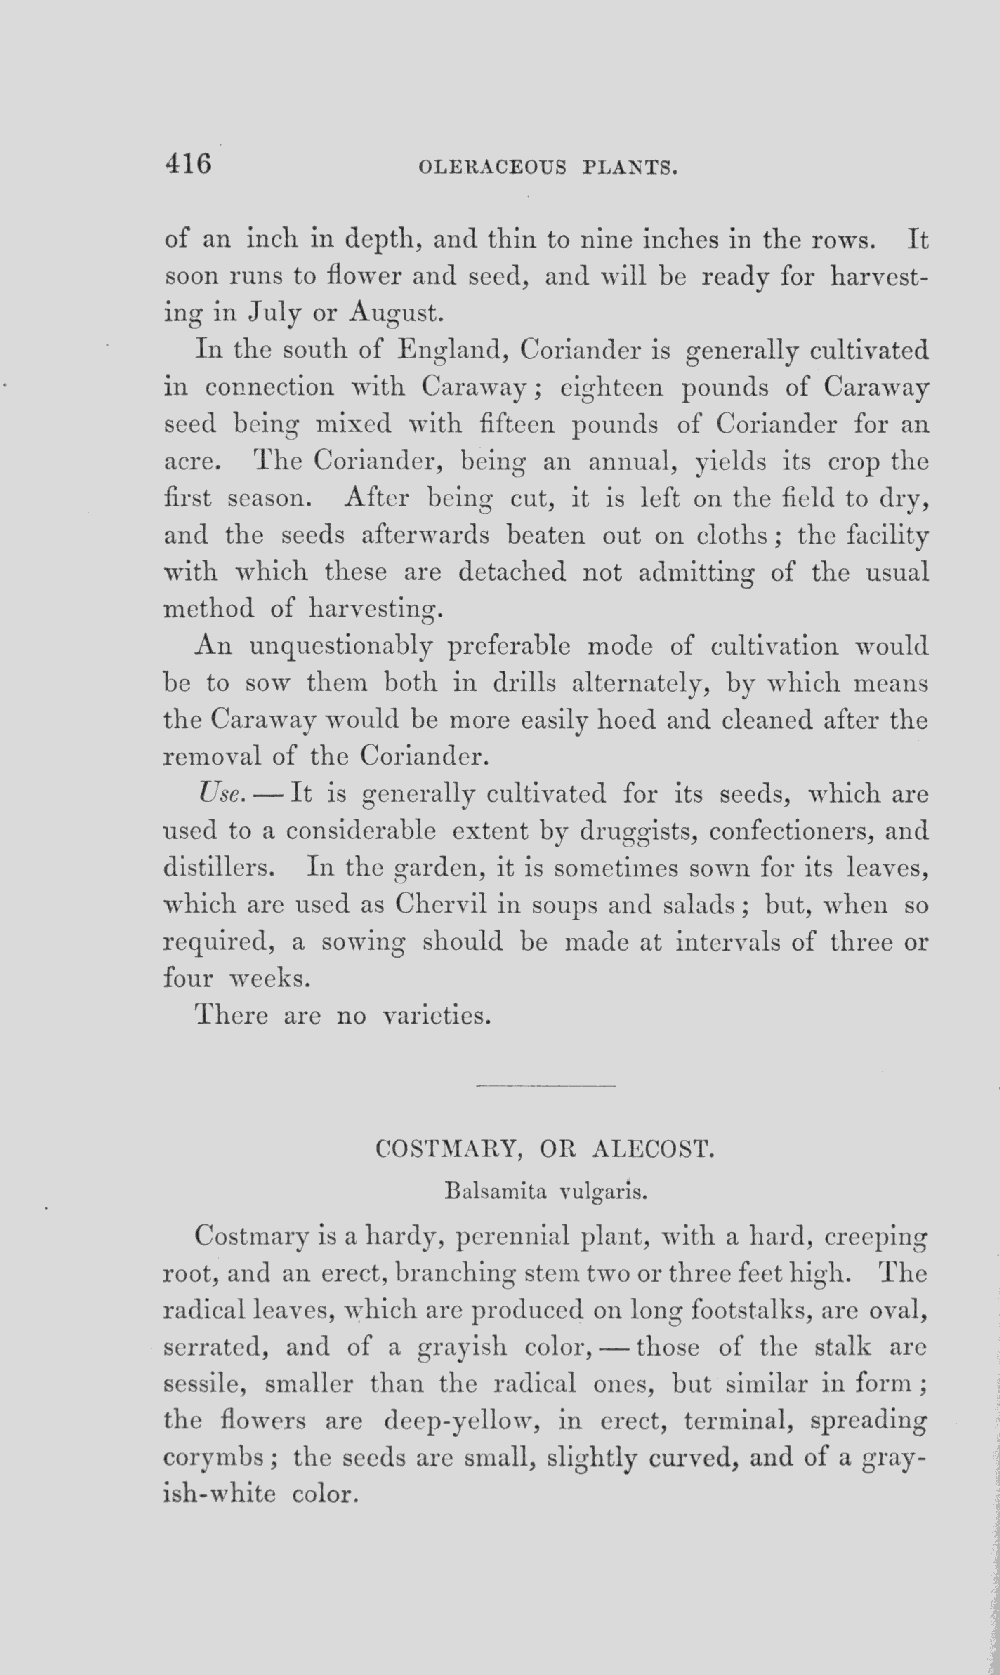 416 OLERACEOUS PLANTS.
of an inch in depth, and thin to nine inches in the rows. It
soon runs to flower and seed, and will be ready for harvest-
ing in July or August.
In the south of England, Coriander is generally cultivated
in connection with Caraway; eighteen pounds of Caraway
seed being mixed with fifteen pounds of Coriander for an
acre. The Coriander, being an annual, yields its crop the
first season. After being cut, it is left on the field to dry,
and the seeds afterwards beaten out on cloths; the facility
with which these are detached not admitting of the usual
method of harvesting.
An unquestionably preferable mode of cultivation would
be to sow them both in drills alternately, by which means
the Caraway would be more easily hoed and cleaned after the
removal of the Coriander.
Use. — It is generally cultivated for its seeds, which are
used to a considerable extent by druggists, confectioners, and
distillers. In the garden, it is sometimes sown for its leaves,
which are used as Chervil in soups and salads; but, when so
required, a sowing should be made at intervals of three or
four weeks.
There are no varieties.
COSTMARY, OR ALECOST.
Balsamita vulgaris.
Costmary is a hardy, perennial plant, with a hard, creeping
root, and an erect, branching stem two or three feet high. The
radical leaves, which are produced on long footstalks, are oval,
serrated, and of a grayish color, — those of the stalk are
sessile, smaller than the radical ones, but similar in form;
the flowers are deep-yellow, in erect, terminal, spreading
corymbs; the seeds are small, slightly curved, and of a gray-
ish-white color.